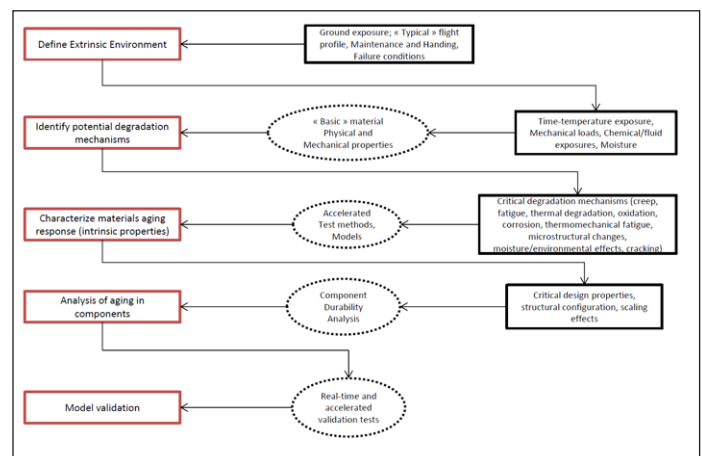 Define Extrinsic Environment
Ground exposure; « Typical » flight
profile, Maintenance and Handing,
Failure conditions
Identify potential degradation
mechanisms
« Basic » material
Physical and
Mechanical properties
Time-temperature exposure,
Mechanical loads, Chemical/fluid
exposures, Moisture
Characterize materials aging
response (intrinsic properties)
Accelerated
Test methods,
Models
Critical degradation mechanisms (creep,
fatigue, thermal degradation, oxidation,
corrosion, thermomechanical fatigue,
microstructural changes,
moisture/environmental effects, cracking)
Analysis of aging in
components
Component
Durability
Analysis
Critical design properties,
structural configuration, scaling
effects
Model validation
Real-time and
accelerated
validation tests